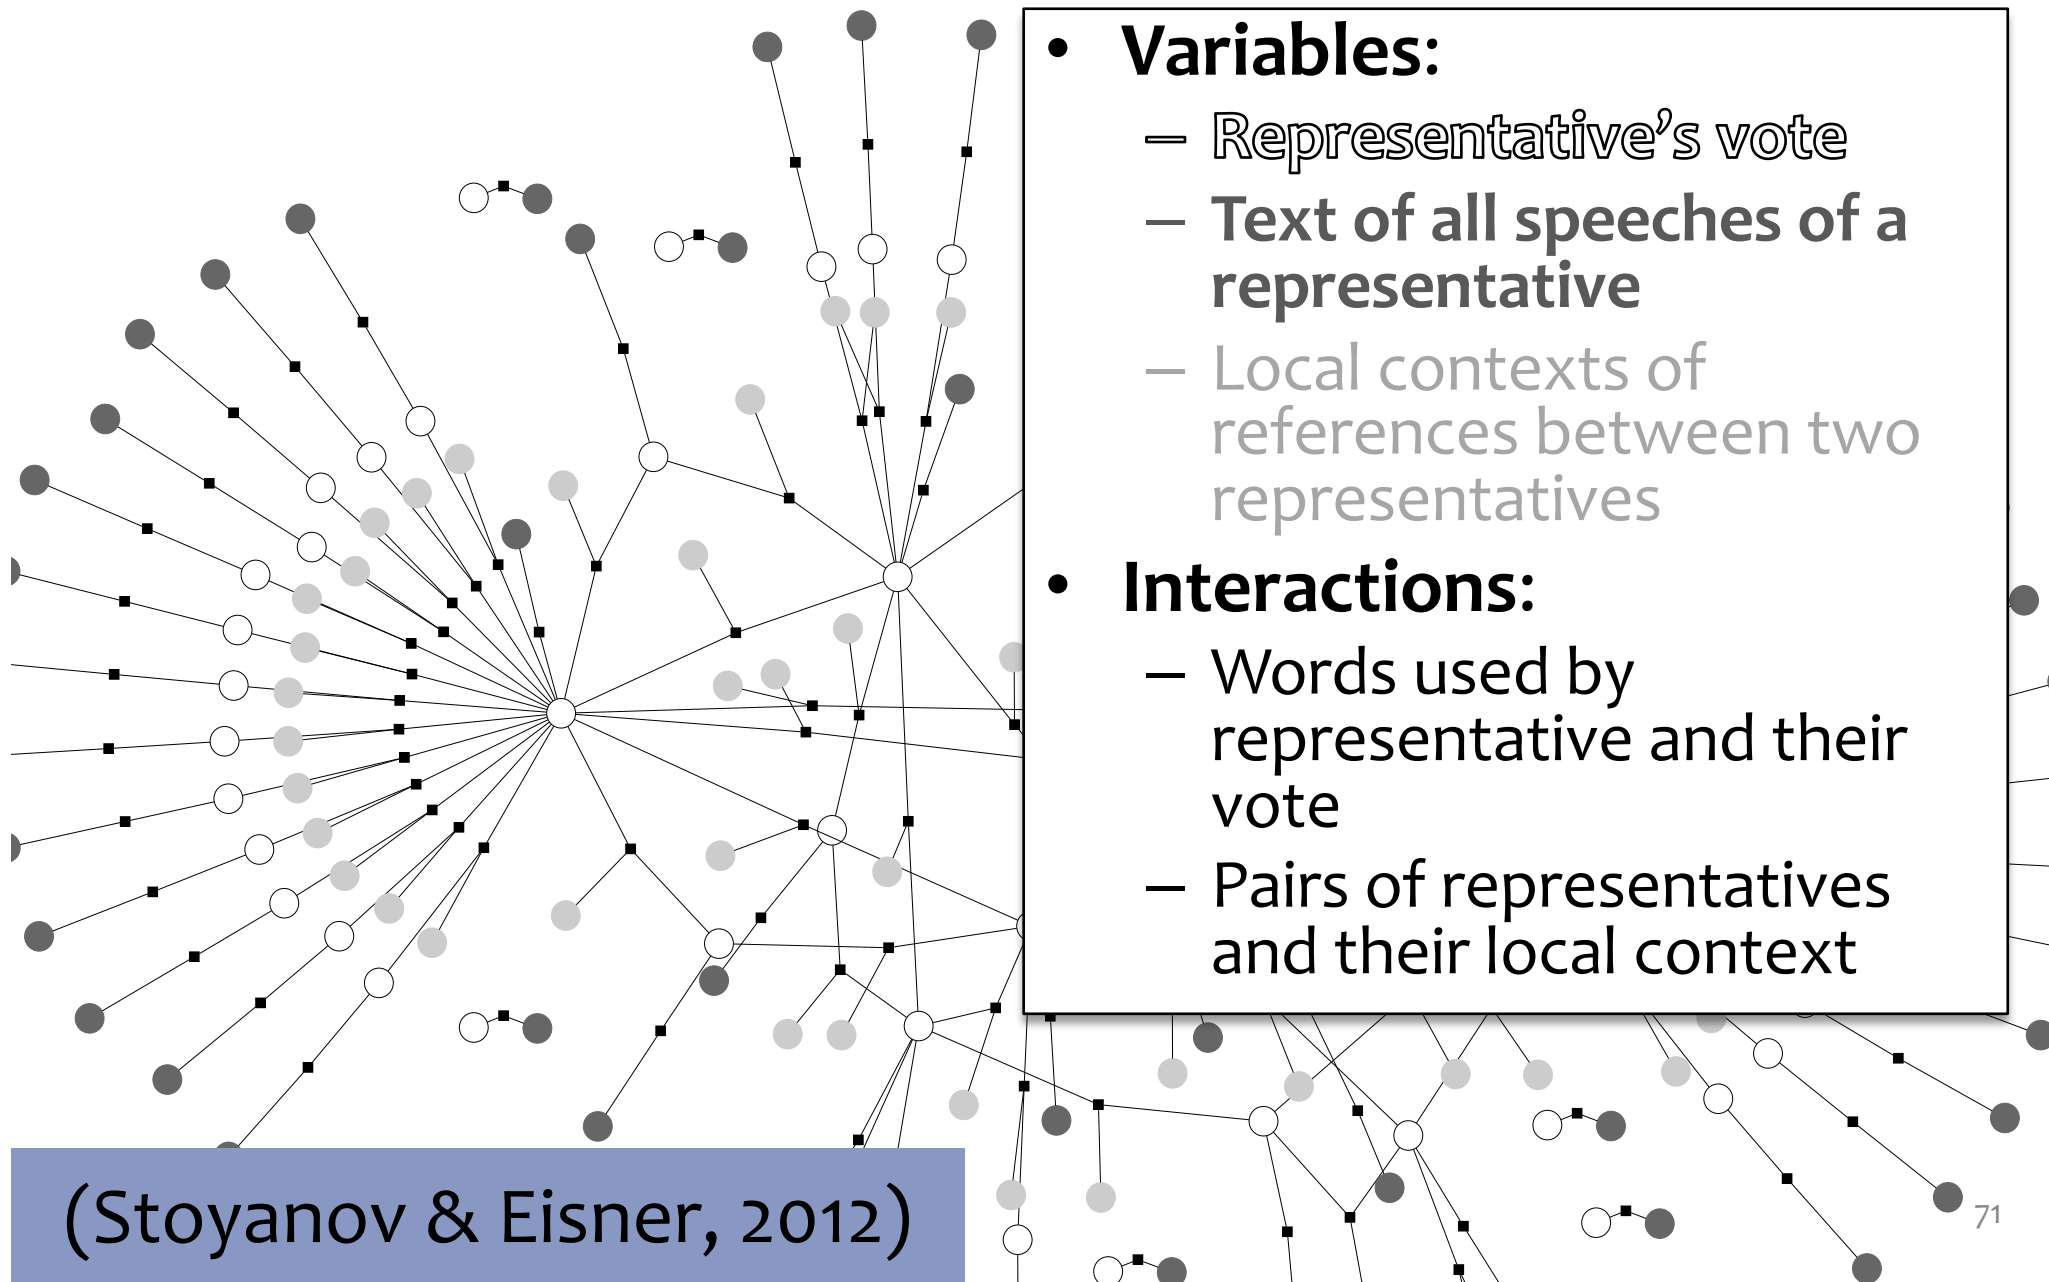 • Variables:
– Representative’s vote
– Text of all speeches of a
representative
– Local contexts of
references between two
representatives
• Interactions:
– Words used by
representative and their
vote
– Pairs of representatives
and their local context
(Stoyanov & Eisner, 2012)
71